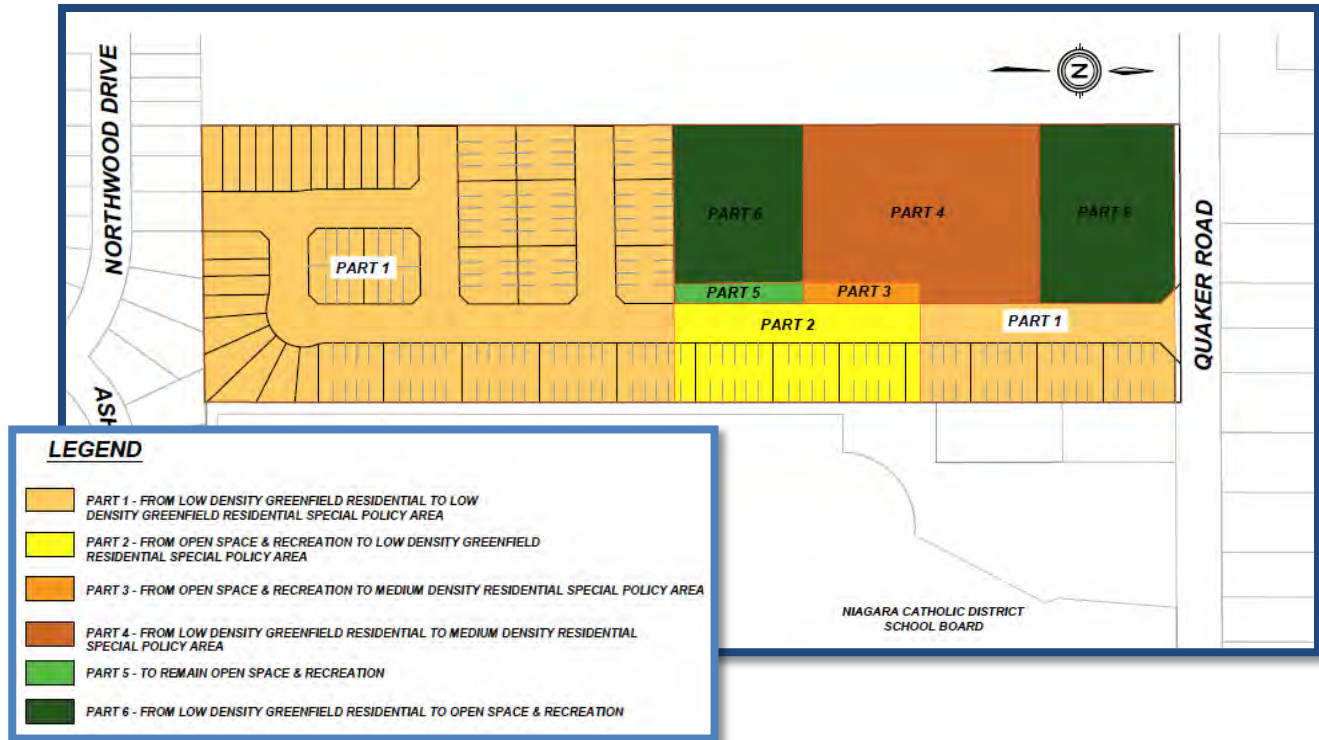 NORTHWOOD DRIVE
N
QUAKER ROAD
PART 6
PART 4
PART 6
PART 1
PART 5
PART 3
PART 2
PART 1
ASH
NIAGARA CATHOLIC DISTRICT
SCHOOL BOARD
LEGEND
PART 1 - FROM LOW DENSITY GREENFIELD RESIDENTIAL TO LOW
DENSITY GREENFIELD RESIDENTIAL SPECIAL POLICY AREA
PART 2 - FROM OPEN SPACE & RECREATION TO LOW DENSITY GREENFIELD
RESIDENTIAL SPECIAL POLICY AREA
PART 3 - FROM OPEN SPACE & RECREATION TO MEDIUM DENSITY RESIDENTIAL SPECIAL POLICY AREA
PART 4 - FROM LOW DENSITY GREENFIELD RESIDENTIAL TO MEDIUM DENSITY RESIDENTIAL
SPECIAL POLICY AREA
PART 5 - TO REMAIN OPEN SPACE & RECREATION
PART 6 - FROM LOW DENSITY GREENFIELD RESIDENTIAL TO OPEN SPACE & RECREATION